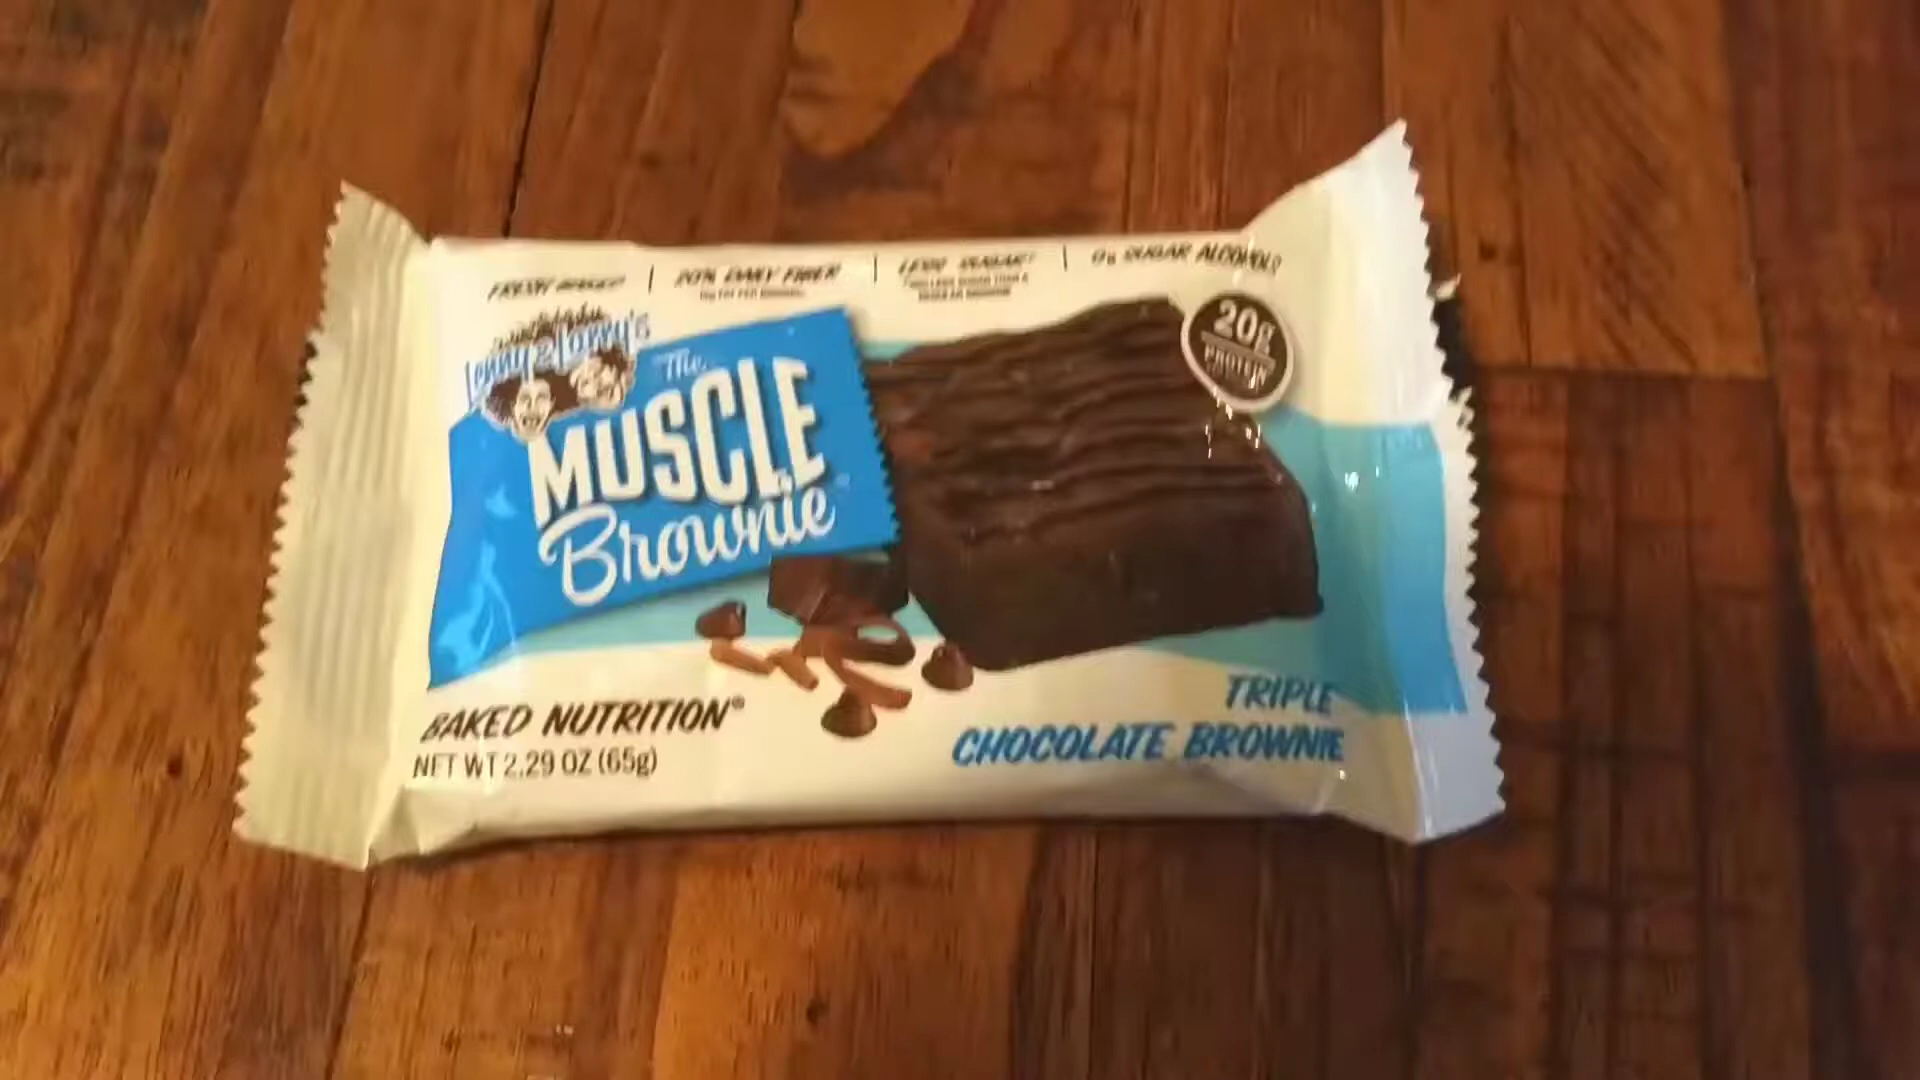 FRESH BAKED
20% DAILY FIBER
LESS SUGAR
0g SUGAR ALCOHOLS
Lenny & Larry's
The
MUSCLE
Brownie
20g
PROTEIN
BAKED NUTRITION®
NET WT 2.29 OZ (65g)
TRIPLE
CHOCOLATE BROWNIE